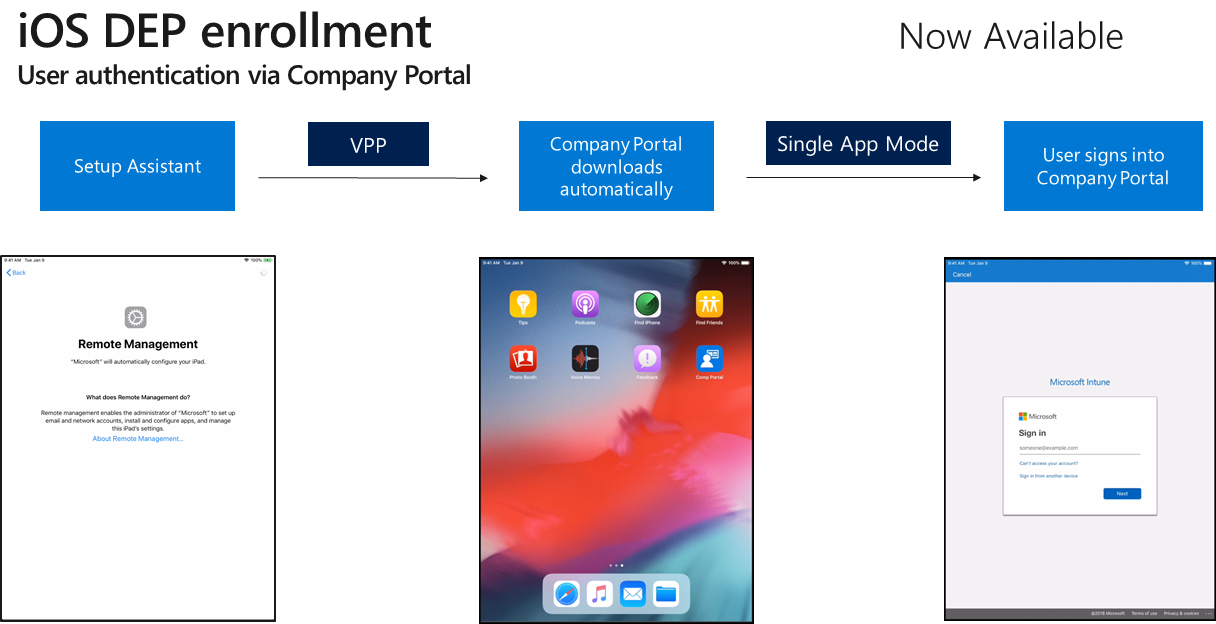 iOS DEP enrollment
Now Available
User authentication via Company Portal
Setup Assistant
VPP
Company Portal
downloads
automatically
Single App Mode
User signs into
Company Portal
9:41 AM Tue Jan 9
100%
Back
Remote Management
"Microsoft" will automatically configure your iPad.
What does Remote Management do?
Remote management enables the administrator of "Microsoft" to set up
email and network accounts, install and configure apps, and manage
this iPad's settings.
About Remote Management...
9:41 AM Tue Jan 9
100%
Tips
Podcasts
Find iPhone
Find Friends
Photo Booth
Voice Memos
Feedback
Comp Portal
9:41 AM Tue Jan 9
100%
Cancel
Microsoft Intune
Microsoft
Sign in
someone@example.com
Can't access your account?
Sign in from another device
Next
©2018 Microsoft Terms of use Privacy & cookies ...